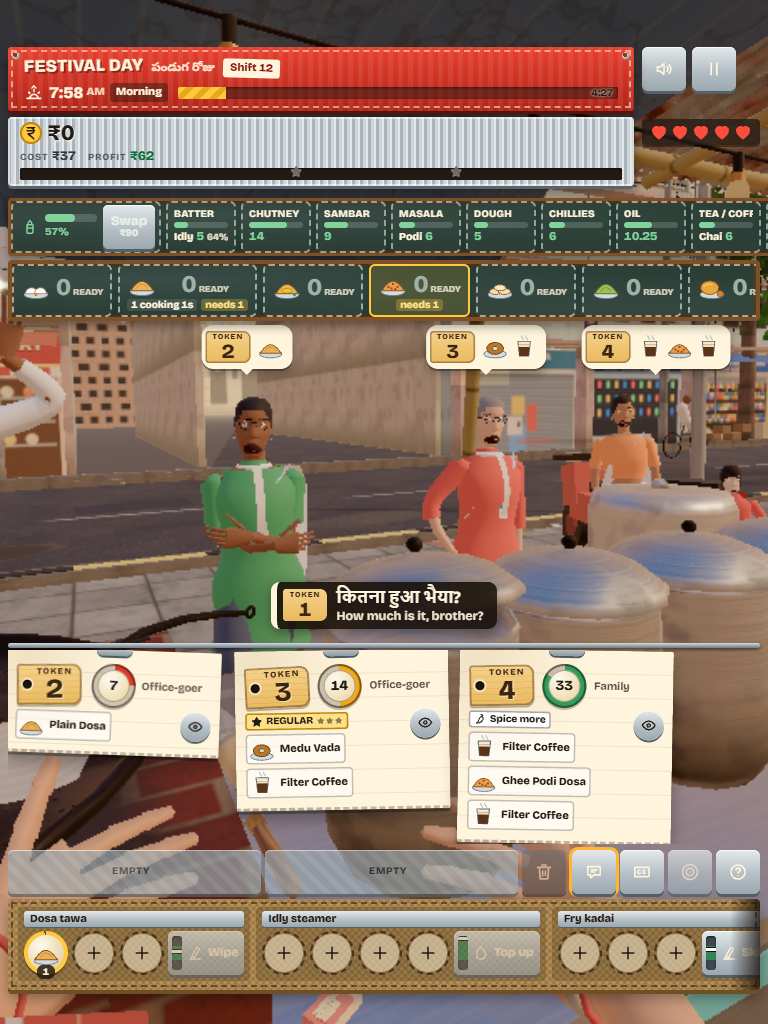 FESTIVAL DAY పండుగ రోజు Shift 12
7:58 AM Morning 4:27
₹ ₹0
COST ₹37 PROFIT ₹62
57%
Swap
₹90
BATTER
Idly 5 64%
CHUTNEY
14
SAMBAR
9
MASALA
Podi 6
DOUGH
5
CHILLIES
6
OIL
10.25
TEA / COFF
Chai 6
0 READY
0 READY
1 cooking 1s needs 1
0 READY
0 READY
needs 1
0 READY
0 READY
0 R
TOKEN
2
TOKEN
3
TOKEN
4
TOKEN
1
कितना हुआ भैया?
How much is it, brother?
TOKEN
2
7
Office-goer
Plain Dosa
TOKEN
3
14
Office-goer
REGULAR
Medu Vada
Filter Coffee
TOKEN
4
33
Family
Spice more
Filter Coffee
Ghee Podi Dosa
Filter Coffee
EMPTY
EMPTY
CC
?
Dosa tawa
1
Wipe
Idly steamer
Top up
Fry kadai